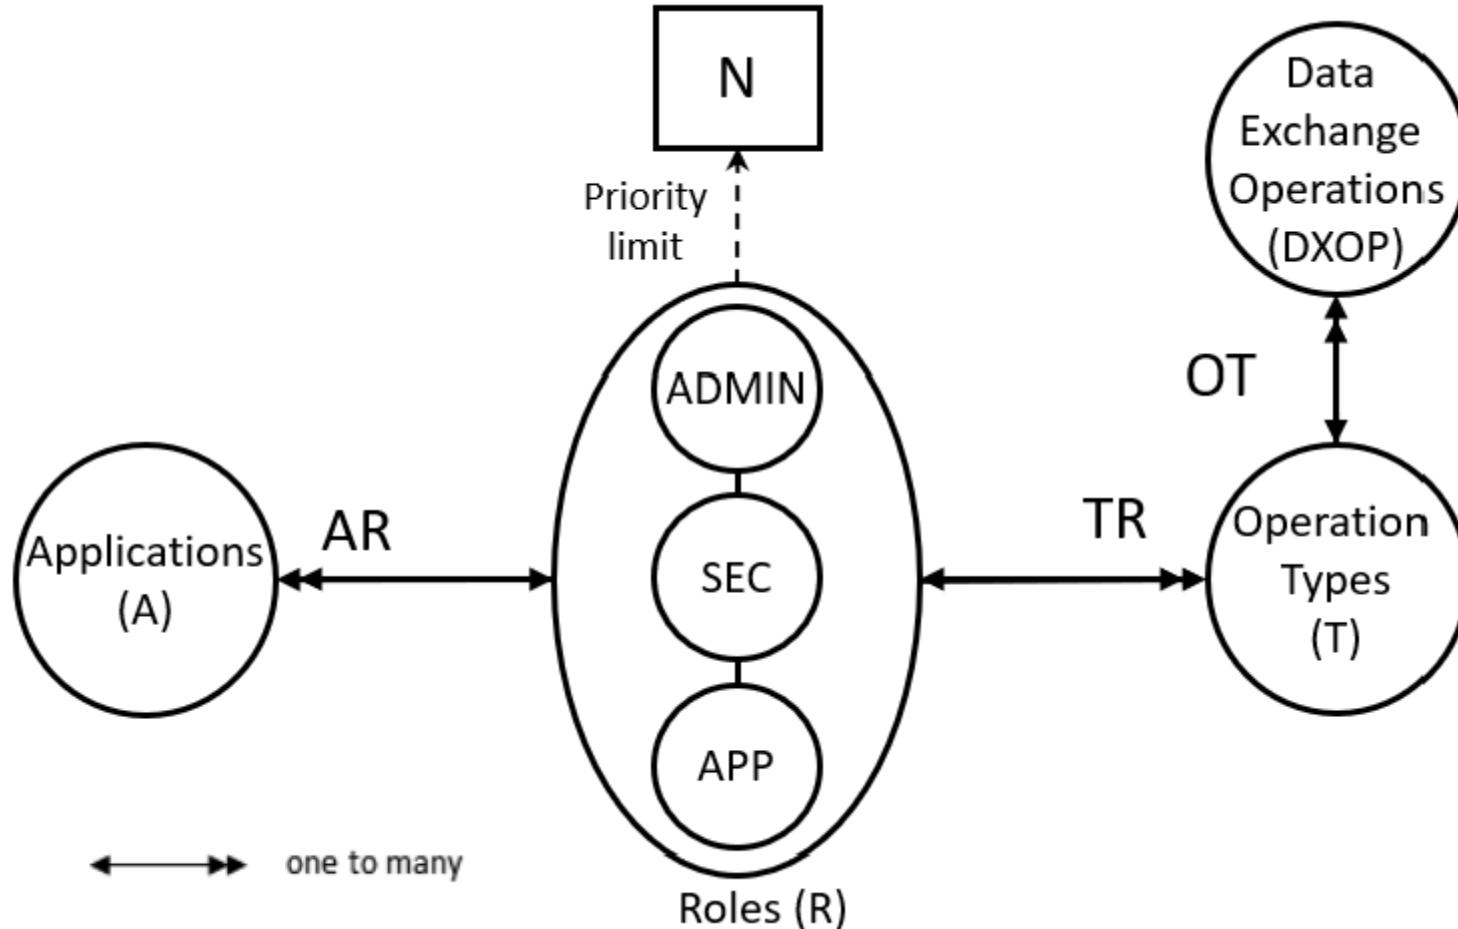 N
Priority
limit
Data
Exchange
Operations
(DXOP)
OT
ADMIN
SEC
APP
Roles (R)
Applications
(A)
AR
TR
Operation
Types
(T)
one to many